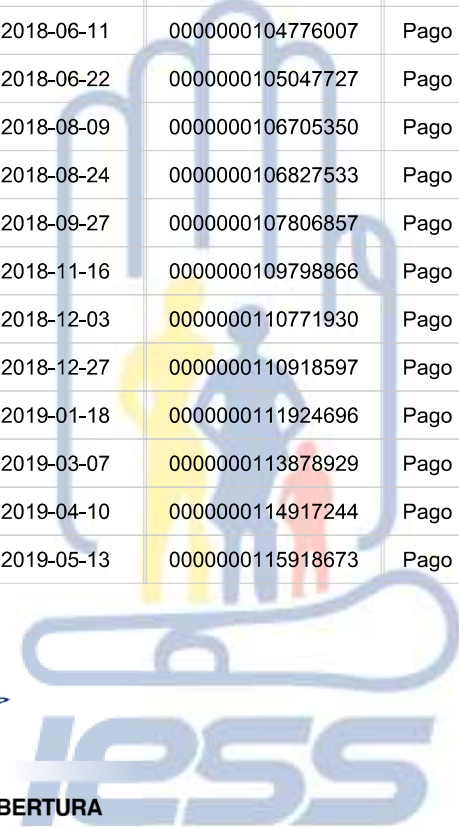 2018-06-11 0000000104776007 Pago
2018-06-22 0000000105047727 Pago
2018-08-09 0000000106705350 Pago
2018-08-24 0000000106827533 Pago
2018-09-27 0000000107806857 Pago
2018-11-16 0000000109798866 Pago
2018-12-03 0000000110771930 Pago
2018-12-27 0000000110918597 Pago
2019-01-18 0000000111924696 Pago
2019-03-07 0000000113878929 Pago
2019-04-10 0000000114917244 Pago
2019-05-13 0000000115918673 Pago
IESS
BERTURA